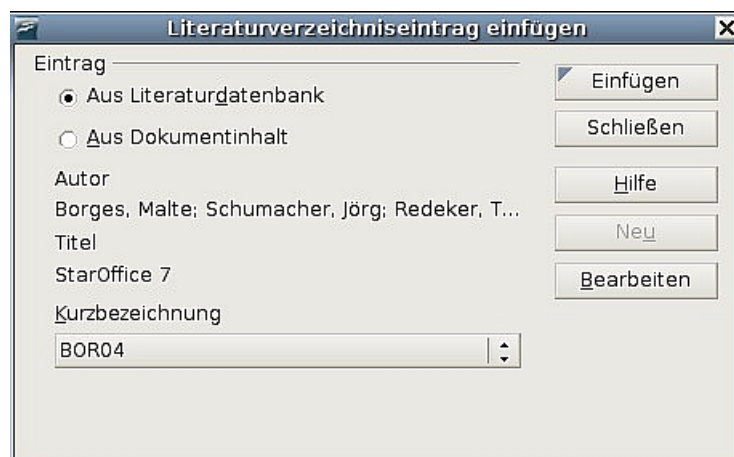 Literaturverzeichniseintrag einfügen
Eintrag
Aus Literaturdatenbank
Aus Dokumentinhalt
Autor
Borges, Malte; Schumacher, Jörg; Redeker, T...
Titel
StarOffice 7
Kurzbezeichnung
BOR04
Einfügen
Schließen
Hilfe
Neu
Bearbeiten